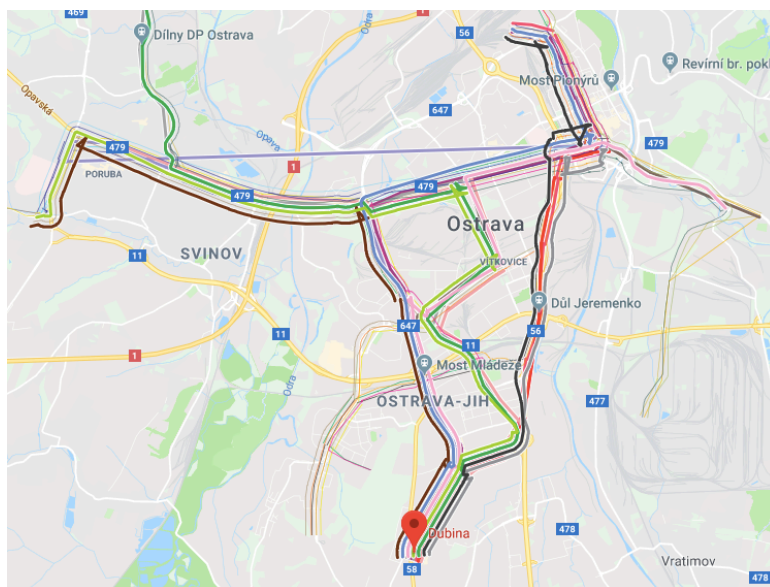 469
1
Dílny DP Ostrava
56
Most Pionýrů
Revírní br. pokl
Opavská
647
Opava
479
479
1
PORUBA
479
479
Ostrava
11
SVINOV
VÍTKOVICE
Důl Jeremenko
647
56
1
11
11
Most Mládeže
Odra
OSTRAVA-JIH
477
Dubina
478
58
Vratimov
478